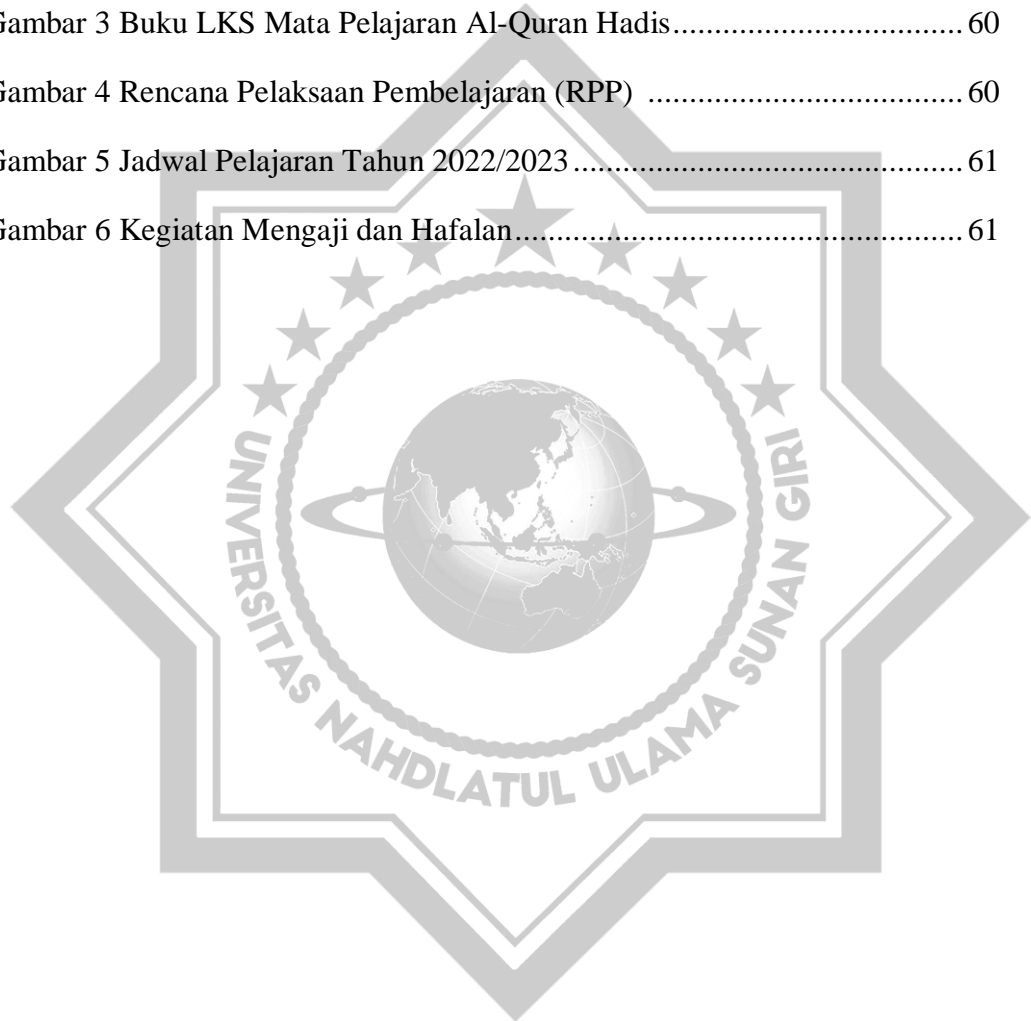 Gambar 3 Buku LKS Mata Pelajaran Al-Quran Hadis.................................. 60
Gambar 4 Rencana Pelaksaan Pembelajaran (RPP) ..................................... 60
Gambar 5 Jadwal Pelajaran Tahun 2022/2023.............................................. 61
Gambar 6 Kegiatan Mengaji dan Hafalan..................................................... 61
UNIVERSITAS NAHDLATUL ULAMA SUNAN GIRI